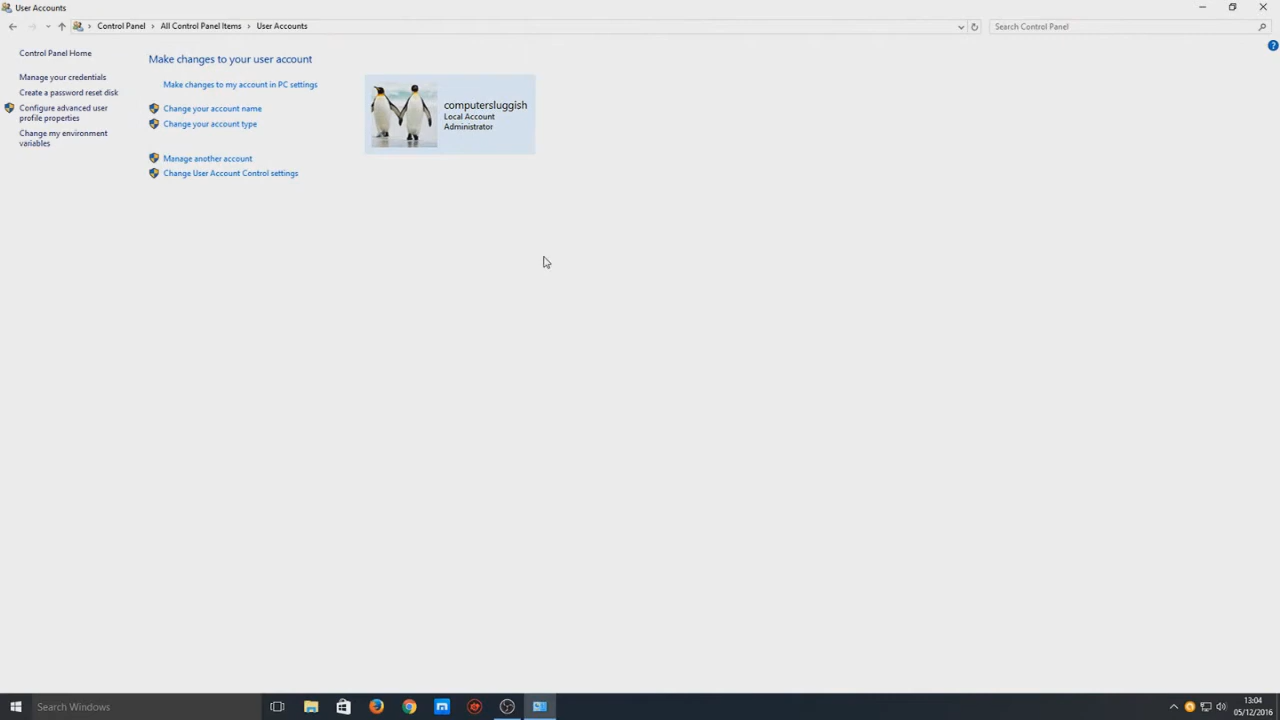 User Accounts
Control Panel
All Control Panel Items
User Accounts
Search Control Panel
?
Control Panel Home
Manage your credentials
Create a password reset disk
Configure advanced user
profile properties
Change my environment
variables
Make changes to your user account
Make changes to my account in PC settings
Change your account name
Change your account type
Manage another account
Change User Account Control settings
computersluggish
Local Account
Administrator
Search Windows
13:04
05/12/2016